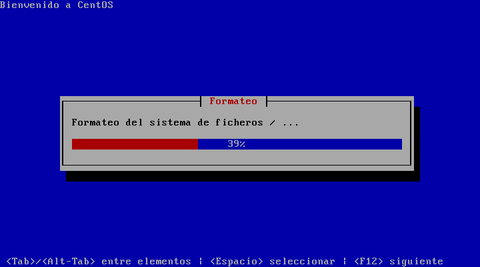 Bienvenido a CentOS
Formateo
Formateo del sistema de ficheros / ...
39%
<Tab>/<Alt-Tab> entre elementos | <Espacio> seleccionar | <F12> siguiente